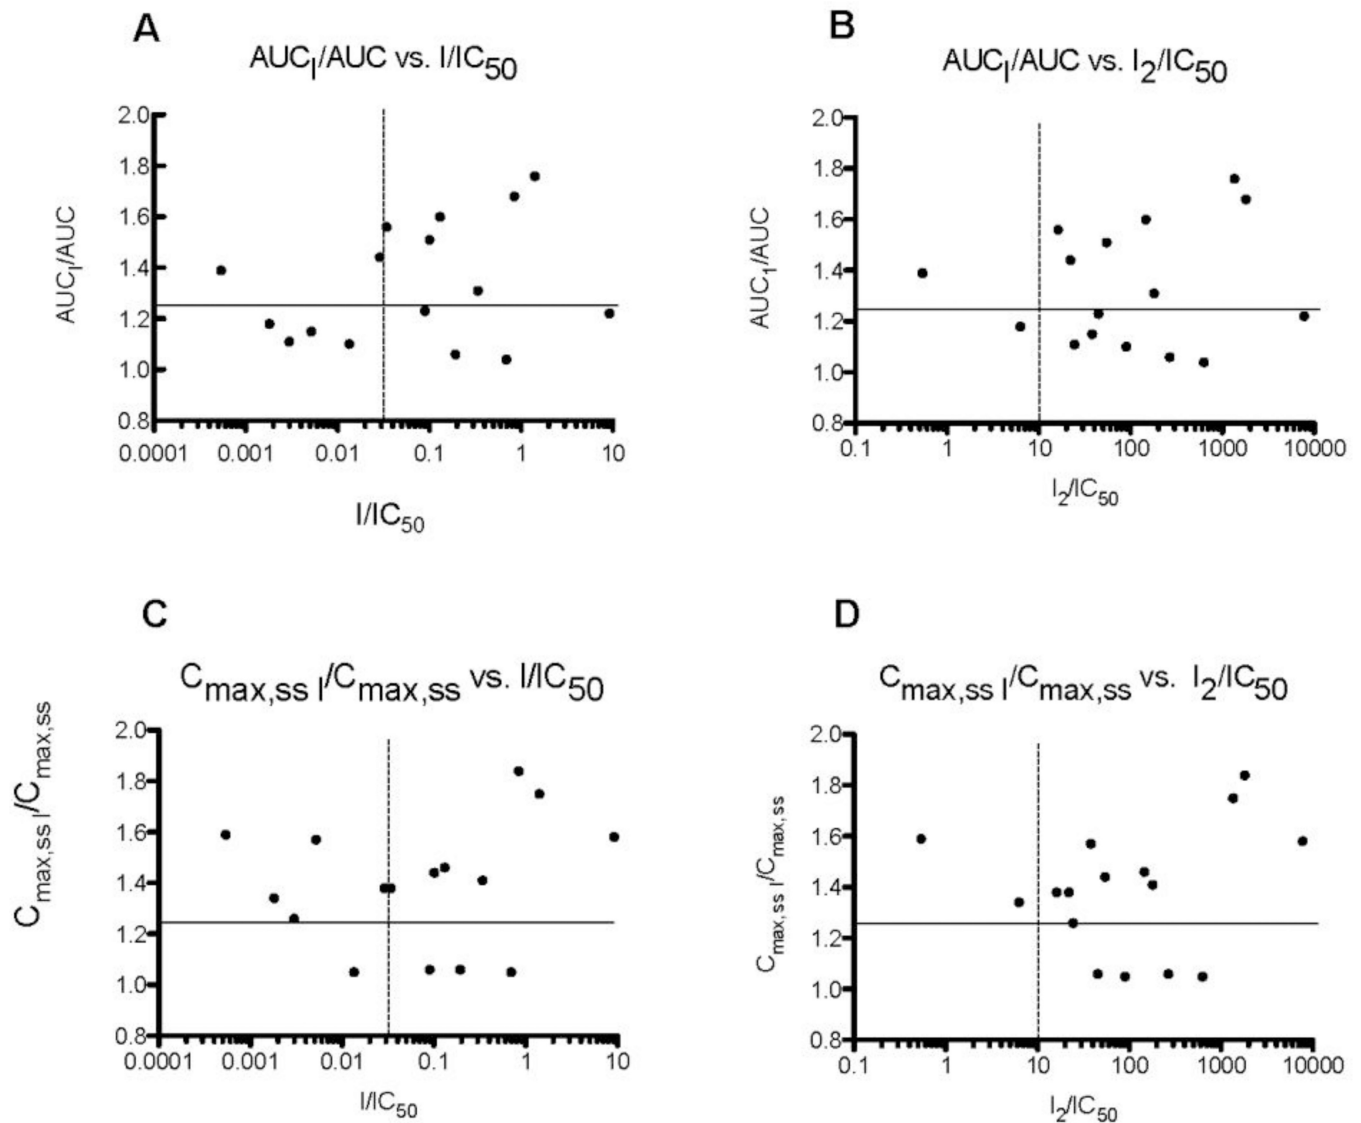 A
AUCI/AUC vs. I/IC50
2.0
1.8
1.6
1.4
1.2
1.0
0.8
AUCI/AUC
0.0001 0.001 0.01 0.1 1 10
I/IC50
B
AUCI/AUC vs. I2/IC50
2.0
1.8
1.6
1.4
1.2
1.0
0.8
AUC1/AUC
0.1 1 10 100 1000 10000
I2/IC50
C
Cmax,ss I/Cmax,ss vs. I/IC50
2.0
1.8
1.6
1.4
1.2
1.0
0.8
Cmax,ss I/Cmax,ss
0.0001 0.001 0.01 0.1 1 10
I/IC50
D
Cmax,ss I/Cmax,ss vs. I2/IC50
2.0
1.8
1.6
1.4
1.2
1.0
0.8
Cmax,ss I/Cmax,ss
0.1 1 10 100 1000 10000
I2/IC50